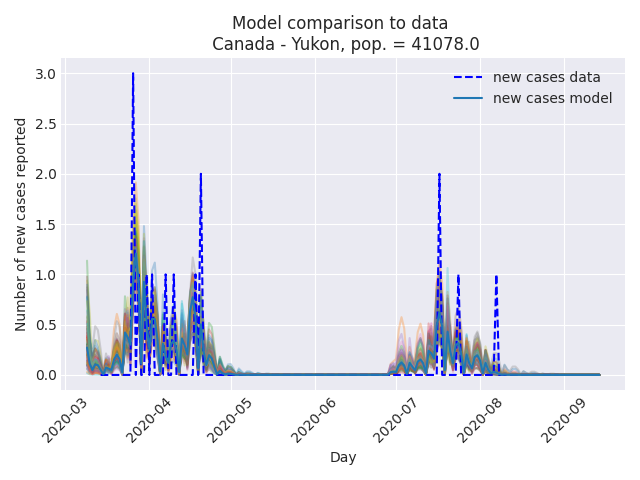 Model comparison to data
Canada - Yukon, pop. = 41078.0
new cases data
new cases model
Number of new cases reported
3.0
2.5
2.0
1.5
1.0
0.5
0.0
2020-03
2020-04
2020-05
2020-06
2020-07
2020-08
2020-09
Day